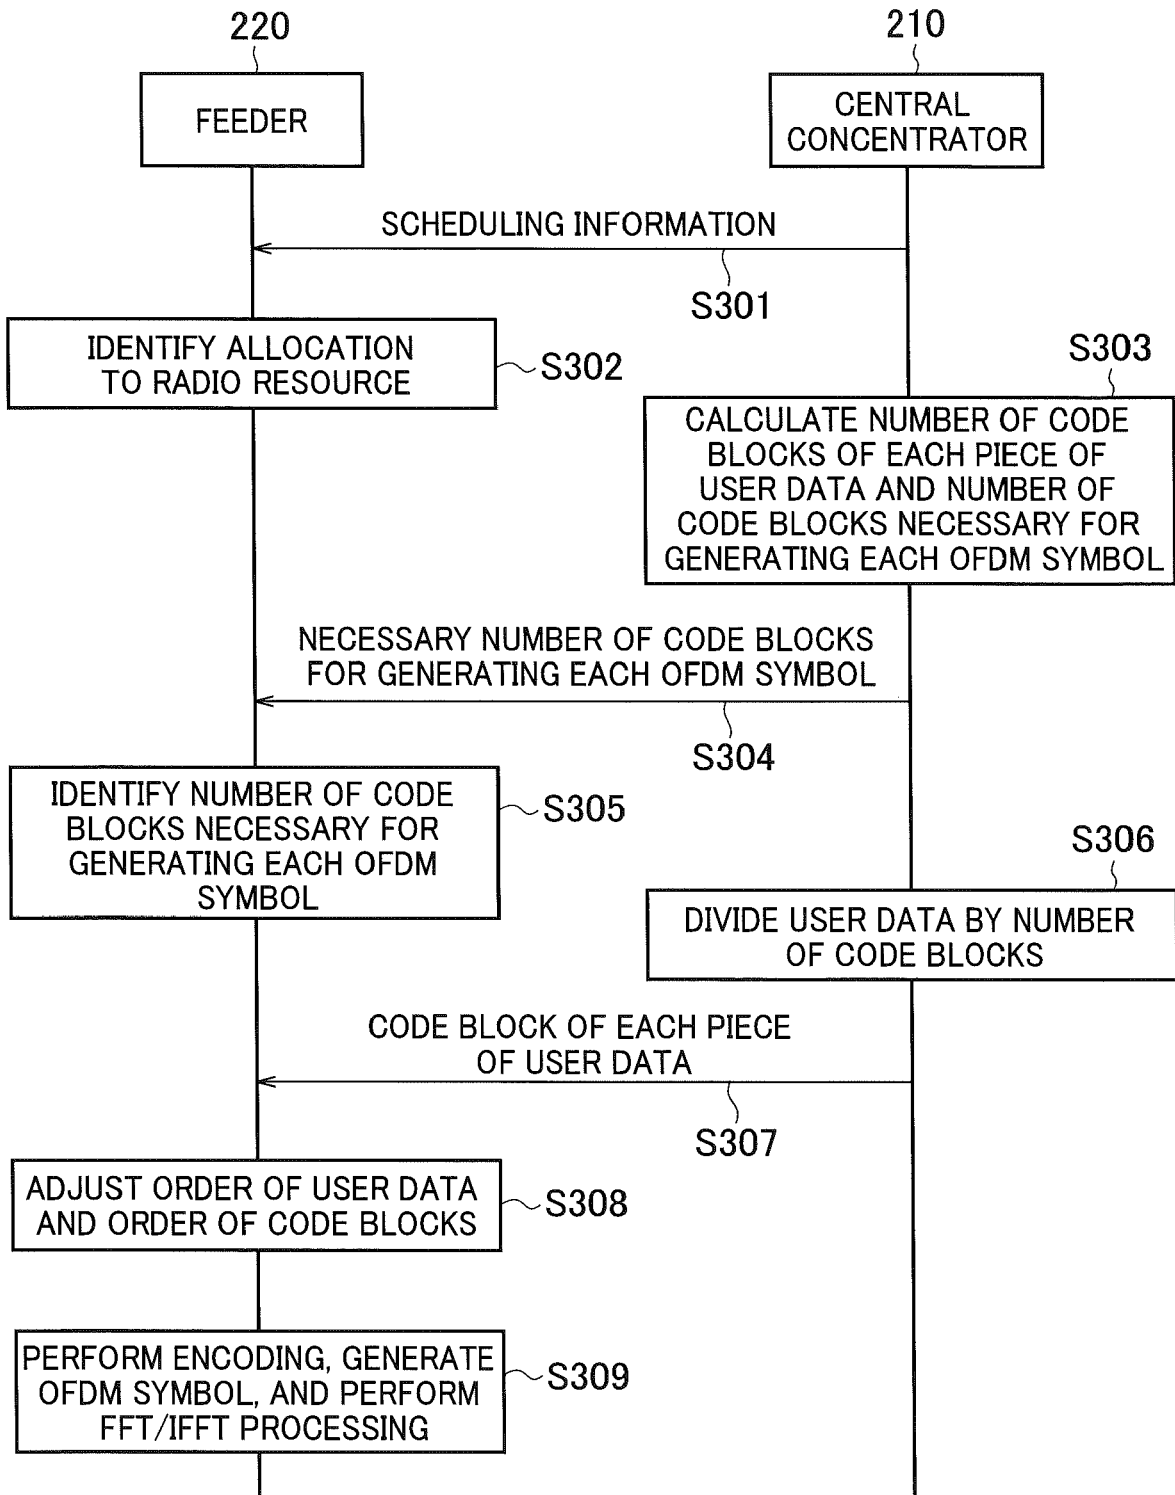 220
210
FEEDER
CENTRAL
CONCENTRATOR
SCHEDULING INFORMATION
S301
IDENTIFY ALLOCATION
TO RADIO RESOURCE
S302
S303
CALCULATE NUMBER OF CODE
BLOCKS OF EACH PIECE OF
USER DATA AND NUMBER OF
CODE BLOCKS NECESSARY FOR
GENERATING EACH OFDM SYMBOL
NECESSARY NUMBER OF CODE BLOCKS
FOR GENERATING EACH OFDM SYMBOL
S304
IDENTIFY NUMBER OF CODE
BLOCKS NECESSARY FOR
GENERATING EACH OFDM
SYMBOL
S305
S306
DIVIDE USER DATA BY NUMBER
OF CODE BLOCKS
CODE BLOCK OF EACH PIECE
OF USER DATA
S307
ADJUST ORDER OF USER DATA
AND ORDER OF CODE BLOCKS
S308
PERFORM ENCODING, GENERATE
OFDM SYMBOL, AND PERFORM
FFT/IFFT PROCESSING
S309